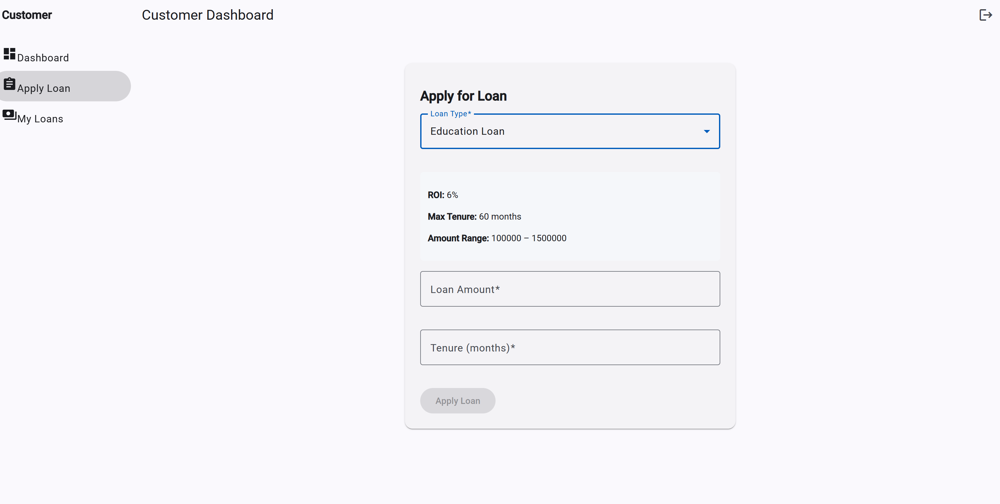 Customer
Customer Dashboard
Dashboard
Apply Loan
My Loans
Apply for Loan
Loan Type*
Education Loan
ROI: 6%
Max Tenure: 60 months
Amount Range: 100000 – 1500000
Loan Amount*
Tenure (months)*
Apply Loan